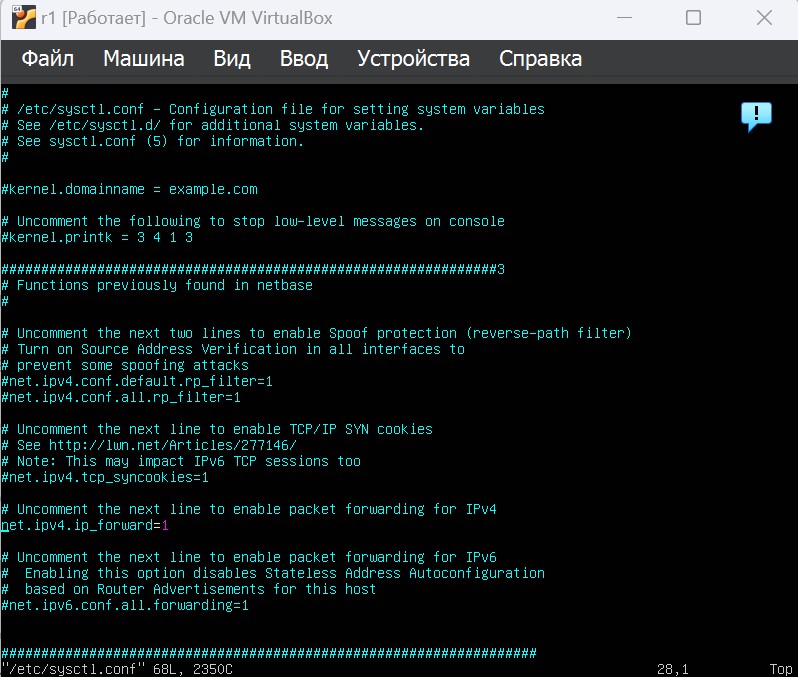 r1 [Работает] - Oracle VM VirtualBox
Файл Машина Вид Ввод Устройства Справка
#
# /etc/sysctl.conf - Configuration file for setting system variables
# See /etc/sysctl.d/ for additional system variables.
# See sysctl.conf (5) for information.
#
#kernel.domainname = example.com
# Uncomment the following to stop low-level messages on console
#kernel.printk = 3 4 1 3
##############################################################3
# Functions previously found in netbase
#
# Uncomment the next two lines to enable Spoof protection (reverse-path filter)
# Turn on Source Address Verification in all interfaces to
# prevent some spoofing attacks
#net.ipv4.conf.default.rp_filter=1
#net.ipv4.conf.all.rp_filter=1
# Uncomment the next line to enable TCP/IP SYN cookies
# See http://lwn.net/Articles/277146/
# Note: This may impact IPv6 TCP sessions too
#net.ipv4.tcp_syncookies=1
# Uncomment the next line to enable packet forwarding for IPv4
net.ipv4.ip_forward=1
# Uncomment the next line to enable packet forwarding for IPv6
#  Enabling this option disables Stateless Address Autoconfiguration
#  based on Router Advertisements for this host
#net.ipv6.conf.all.forwarding=1
###################################################################
"/etc/sysctl.conf" 68L, 2350C 28,1 Top